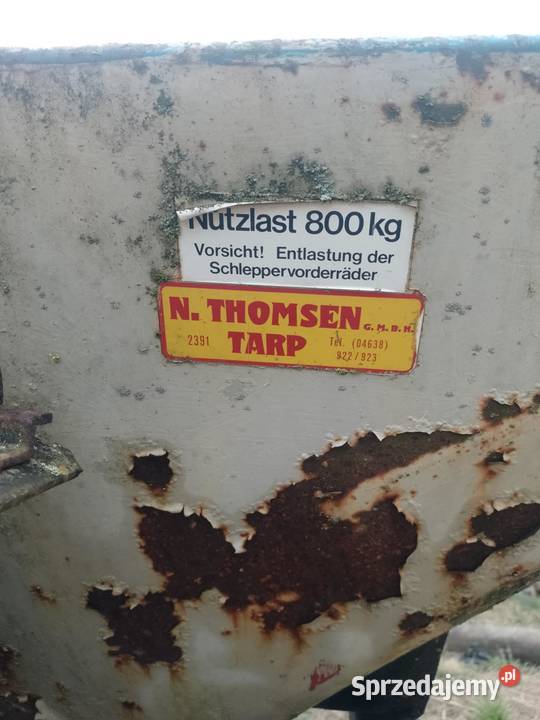 Nutzlast 800 kg
Vorsicht! Entlastung der
Schleppervorderräder
N. THOMSEN G.M.B.H.
2391 TARP Tel. (04638)
922/923
Sprzedajemy.pl